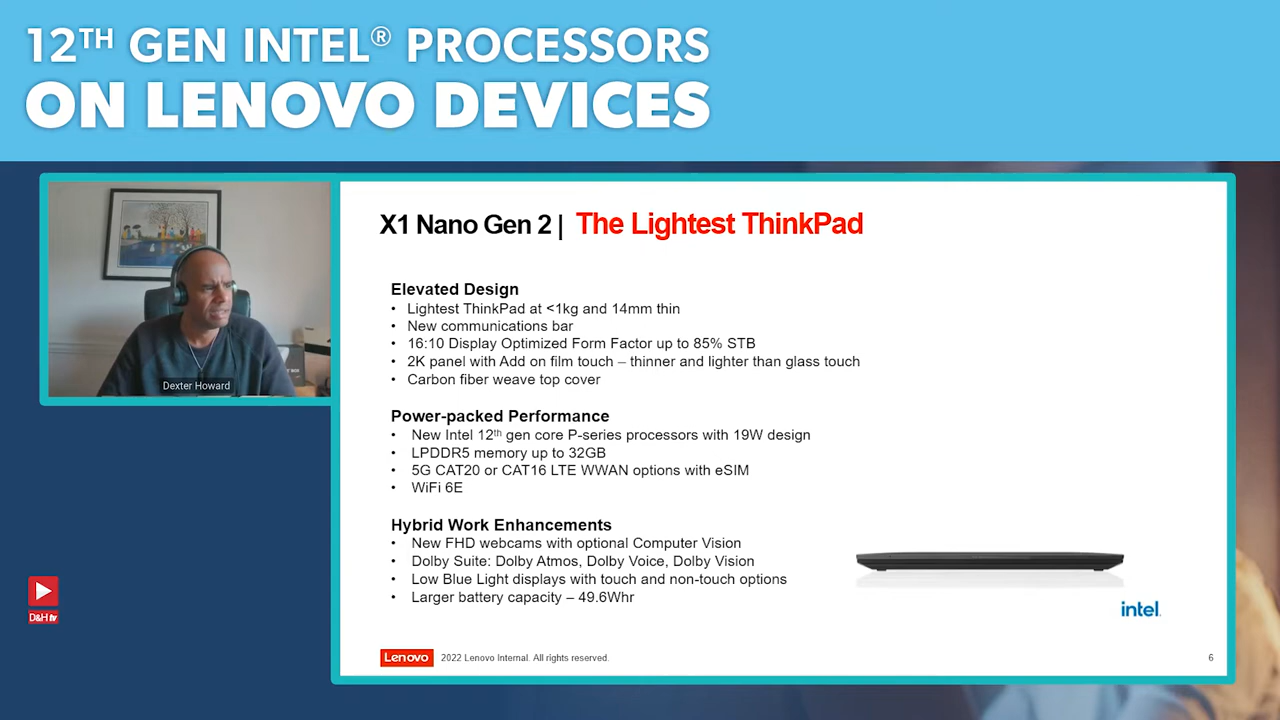 12TH GEN INTEL® PROCESSORS
ON LENOVO DEVICES
Dexter Howard
X1 Nano Gen 2 | The Lightest ThinkPad
Elevated Design
• Lightest ThinkPad at <1kg and 14mm thin
• New communications bar
• 16:10 Display Optimized Form Factor up to 85% STB
• 2K panel with Add on film touch – thinner and lighter than glass touch
• Carbon fiber weave top cover
Power-packed Performance
• New Intel 12th gen core P-series processors with 19W design
• LPDDR5 memory up to 32GB
• 5G CAT20 or CAT16 LTE WWAN options with eSIM
• WiFi 6E
Hybrid Work Enhancements
• New FHD webcams with optional Computer Vision
• Dolby Suite: Dolby Atmos, Dolby Voice, Dolby Vision
• Low Blue Light displays with touch and non-touch options
• Larger battery capacity – 49.6Whr
intel.
D&H tv
Lenovo 2022 Lenovo Internal. All rights reserved. 6